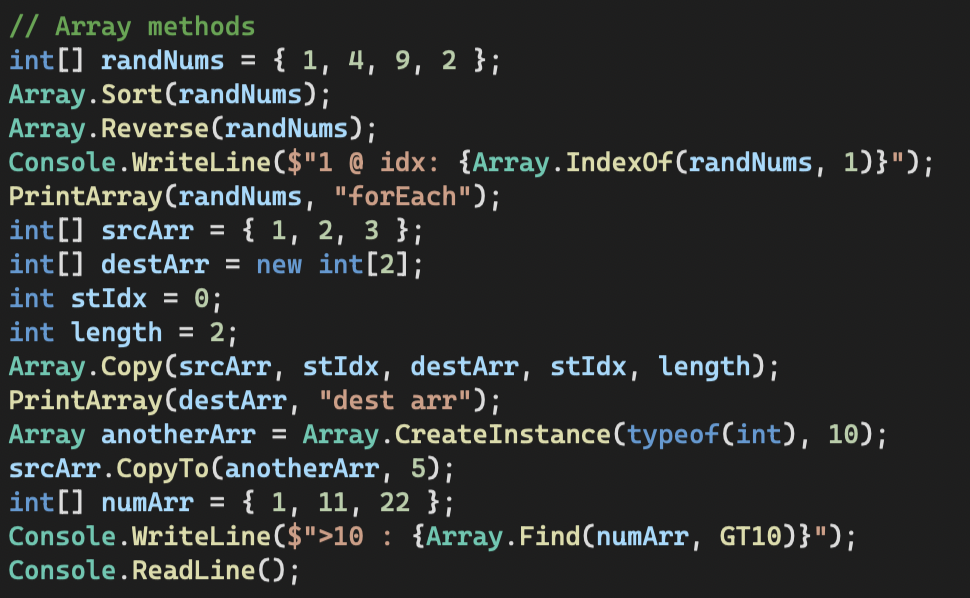 // Array methods
int[] randNums = { 1, 4, 9, 2 };
Array.Sort(randNums);
Array.Reverse(randNums);
Console.WriteLine($"1 @ idx: {Array.IndexOf(randNums, 1)}");
PrintArray(randNums, "forEach");
int[] srcArr = { 1, 2, 3 };
int[] destArr = new int[2];
int stIdx = 0;
int length = 2;
Array.Copy(srcArr, stIdx, destArr, stIdx, length);
PrintArray(destArr, "dest arr");
Array anotherArr = Array.CreateInstance(typeof(int), 10);
srcArr.CopyTo(anotherArr, 5);
int[] numArr = { 1, 11, 22 };
Console.WriteLine($">10 : {Array.Find(numArr, GT10)}");
Console.ReadLine();